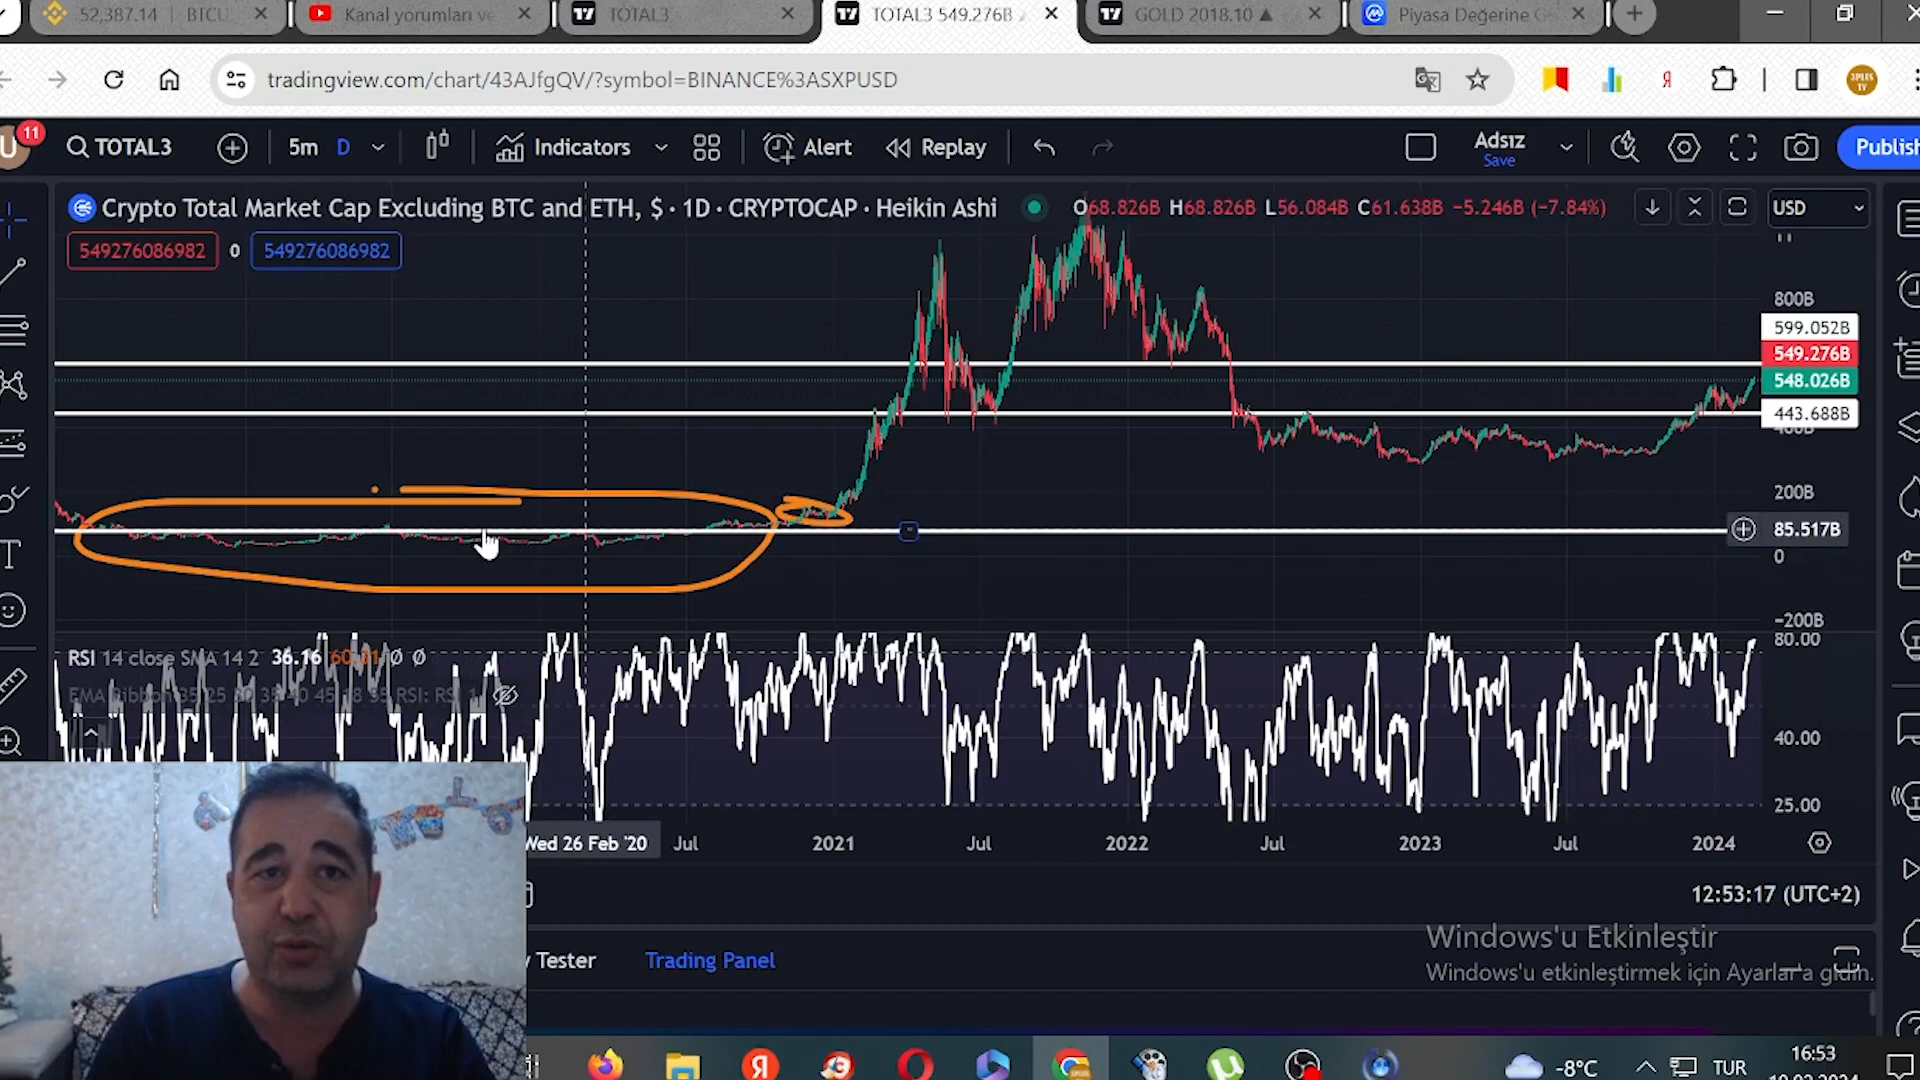 52,387.14 | BTCU
Kanal yorumları ve
TOTAL3
TOTAL3 549.276B
GOLD 2018.10 ▲
Piyasa Değerine G
tradingview.com/chart/43AJfgQV/?symbol=BINANCE%3ASXPUSD
3PLES TV
U 11
TOTAL3
5m D
Indicators
Alert
Replay
Adsız
Save
Publish
Crypto Total Market Cap Excluding BTC and ETH, $ · 1D · CRYPTOCAP · Heikin Ashi
O68.826B H68.826B L56.084B C61.638B −5.246B (−7.84%)
USD
549276086982 0 549276086982
800B
599.052B
549.276B
548.026B
443.688B
400B
200B
85.517B
0
−200B
RSI 14 close SMA 14 2 36.16 Ø Ø
80.00
40.00
25.00
Wed 26 Feb '20
Jul
2021
Jul
2022
Jul
2023
Jul
2024
12:53:17 (UTC+2)
Tester
Trading Panel
Windows'u Etkinleştir
Windows'u etkinleştirmek için Ayarlar'a gidin.
-8°C
TUR
16:53